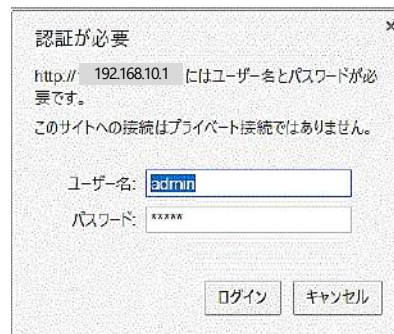 ×
認証が必要
http:// 192.168.10.1 にはユーザー名とパスワードが必
要です。
このサイトへの接続はプライベート接続ではありません。
ユーザー名: admin
パスワード: *****
ログイン キャンセル